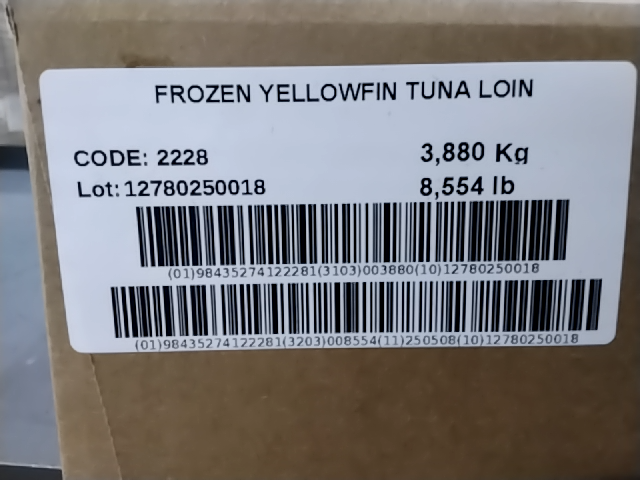 FROZEN YELLOWFIN TUNA LOIN
CODE: 2228 3,880 Kg
Lot: 12780250018 8,554 lb
(01)98435274122281(3103)003880(10)12780250018
(01)98435274122281(3203)008554(11)250508(10)12780250018